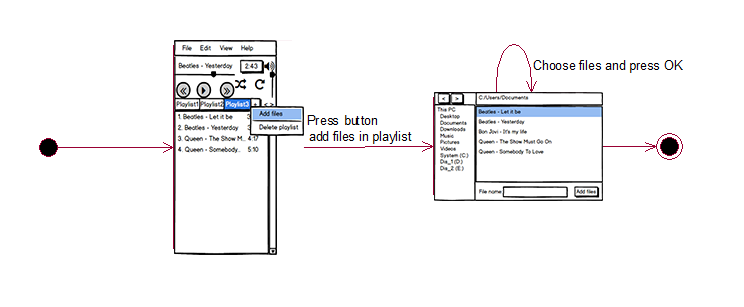 File Edit View Help
Beatles - Yesterday 2:43
Playlist1 Playlist2 Playlist3 + < >
1. Beatles - Let it be 3
2. Beatles - Yesterday 3
3. Queen - The Show M.. 4:17
4. Queen - Somebody.. 5:10
Add files
Delete playlist
Press button
add files in playlist
Choose files and press OK
< > C:/Users/Documents
This PC
Desktop
Documents
Downloads
Music
Pictures
Videos
System (C:)
Dis_1 (D:)
Dis_2 (E:)
Beatles - Let it be
Beatles - Yesterday
Bon Jovi - It's my life
Queen - The Show Must Go On
Queen - Somebody To Love
File name: Add files